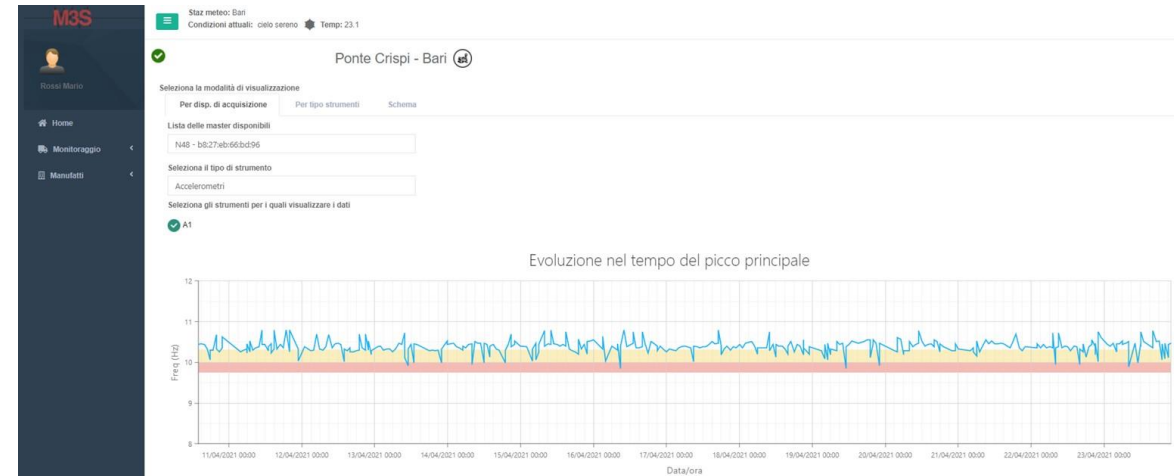 M3S
Staz meteo: Bari
Condizioni attuali: cielo sereno Temp: 23.1
Rossi Mario
Home
Monitoraggio
Manufatti
Ponte Crispi - Bari
Seleziona la modalità di visualizzazione
Per disp. di acquisizione Per tipo strumenti Schema
Lista delle master disponibili
N48 - b8:27:eb:66:bd:96
Seleziona il tipo di strumento
Accelerometri
Seleziona gli strumenti per i quali visualizzare i dati
A1
Evoluzione nel tempo del picco principale
12
11
10
9
8
Freq (Hz)
11/04/2021 00:00 12/04/2021 00:00 13/04/2021 00:00 14/04/2021 00:00 15/04/2021 00:00 16/04/2021 00:00 17/04/2021 00:00 18/04/2021 00:00 19/04/2021 00:00 20/04/2021 00:00 21/04/2021 00:00 22/04/2021 00:00 23/04/2021 00:00
Data/ora